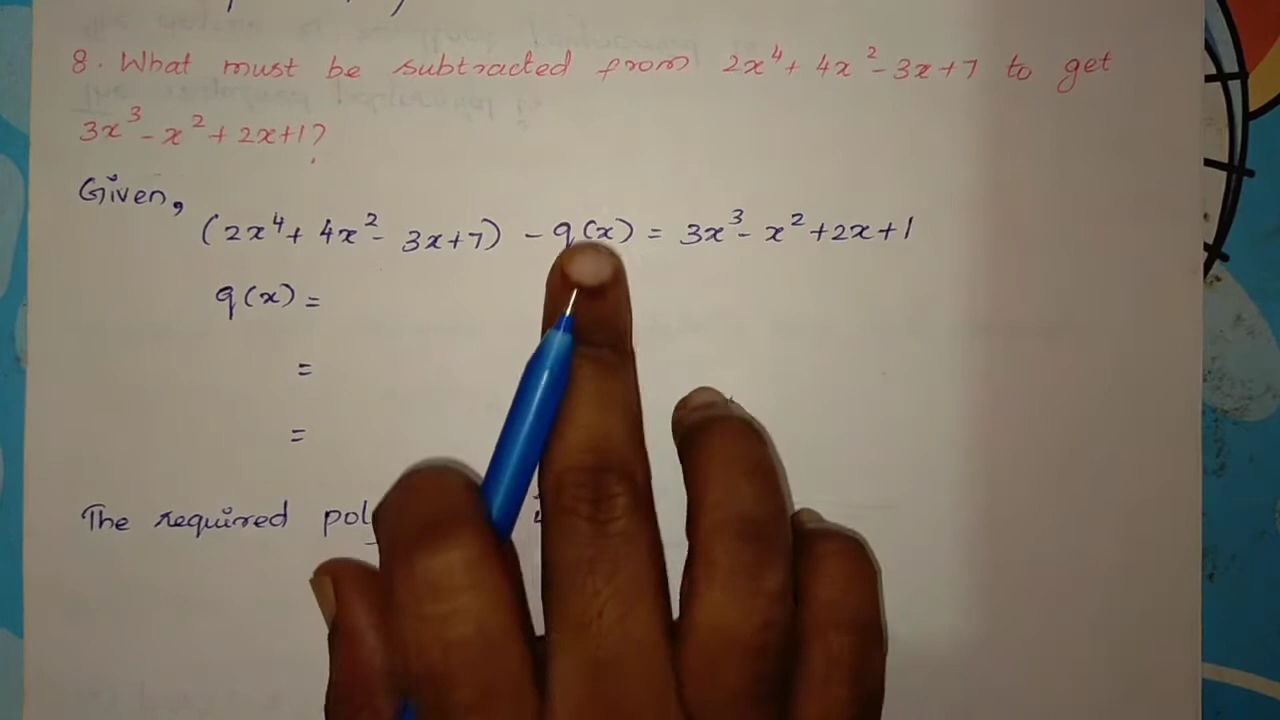 8. What must be subtracted from 2x⁴+ 4x²-3x+7 to get
3x³-x²+2x+1?
Given,
(2x⁴+ 4x²- 3x+7) - q(x) = 3x³- x²+2x+1
q(x) =
=
=
The required